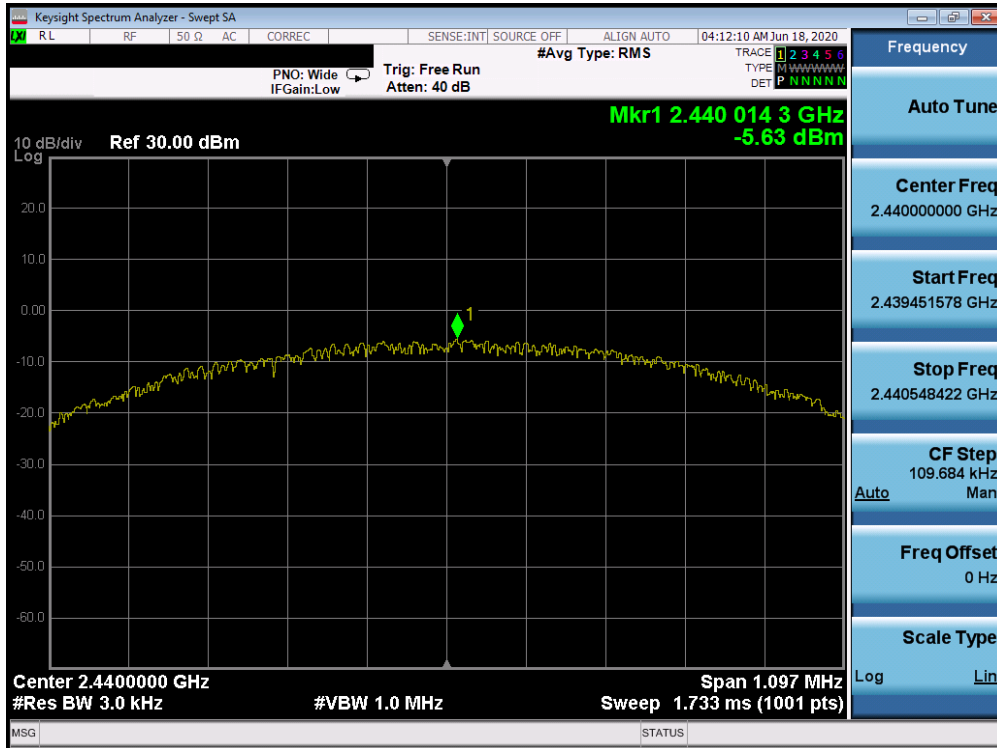 Keysight Spectrum Analyzer - Swept SA
LXI RL RF 50 Ω AC CORREC SENSE:INT SOURCE OFF ALIGN AUTO 04:12:10 AM Jun 18, 2020
#Avg Type: RMS
PNO: Wide
IFGain:Low
Trig: Free Run
Atten: 40 dB
TRACE 1 2 3 4 5 6
TYPE M WWWWW
DET P N N N N N
Mkr1 2.440 014 3 GHz
-5.63 dBm
10 dB/div Ref 30.00 dBm
Log
20.0
10.0
0.00
-10.0
-20.0
-30.0
-40.0
-50.0
-60.0
1
Center 2.4400000 GHz
Span 1.097 MHz
#Res BW 3.0 kHz
#VBW 1.0 MHz
Sweep 1.733 ms (1001 pts)
MSG
STATUS
Frequency
Auto Tune
Center Freq
2.440000000 GHz
Start Freq
2.439451578 GHz
Stop Freq
2.440548422 GHz
CF Step
109.684 kHz
Auto Man
Freq Offset
0 Hz
Scale Type
Log Lin